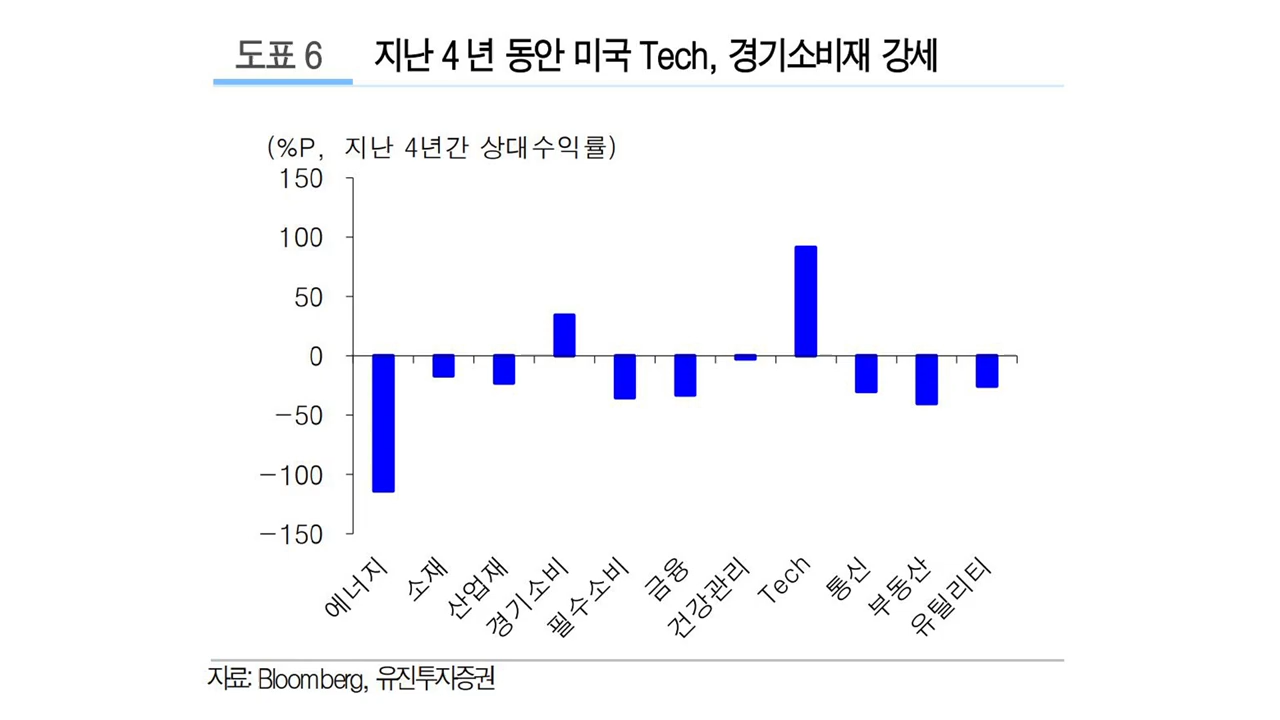 도표 6 지난 4년 동안 미국 Tech, 경기소비재 강세
(%P, 지난 4년간 상대수익률)
150
100
50
0
-50
-100
-150
에너지 소재 산업재 경기소비 필수소비 금융 건강관리 Tech 통신 부동산 유틸리티
자료: Bloomberg, 유진투자증권